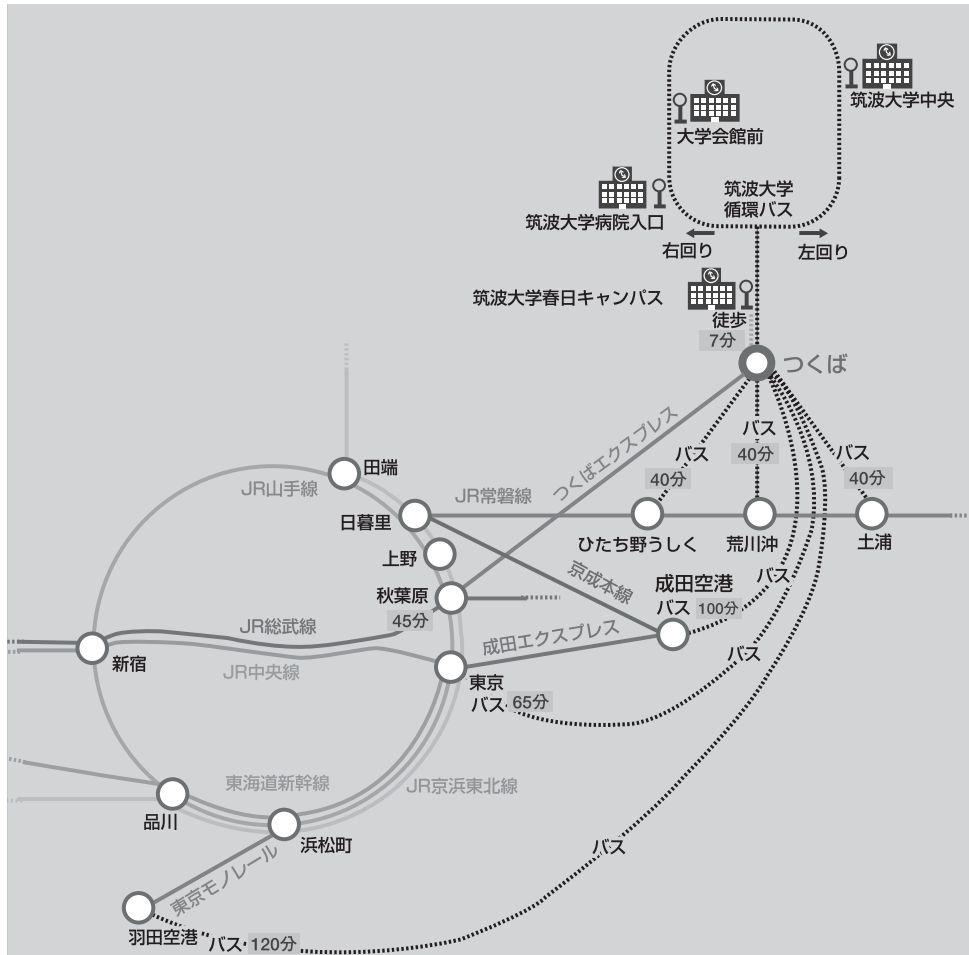 筑波大学中央
大学会館前
筑波大学病院入口
筑波大学
循環バス
右回り
左回り
筑波大学春日キャンパス
徒歩
7分
つくば
つくばエクスプレス
バス
40分
バス
40分
バス
40分
田端
JR山手線
日暮里
JR常磐線
ひたち野うしく
荒川沖
土浦
上野
京成本線
成田空港
バス 100分
バス
秋葉原
45分
JR総武線
成田エクスプレス
新宿
JR中央線
東京
バス 65分
バス
東海道新幹線
JR京浜東北線
品川
浜松町
東京モノレール
バス
羽田空港
バス 120分